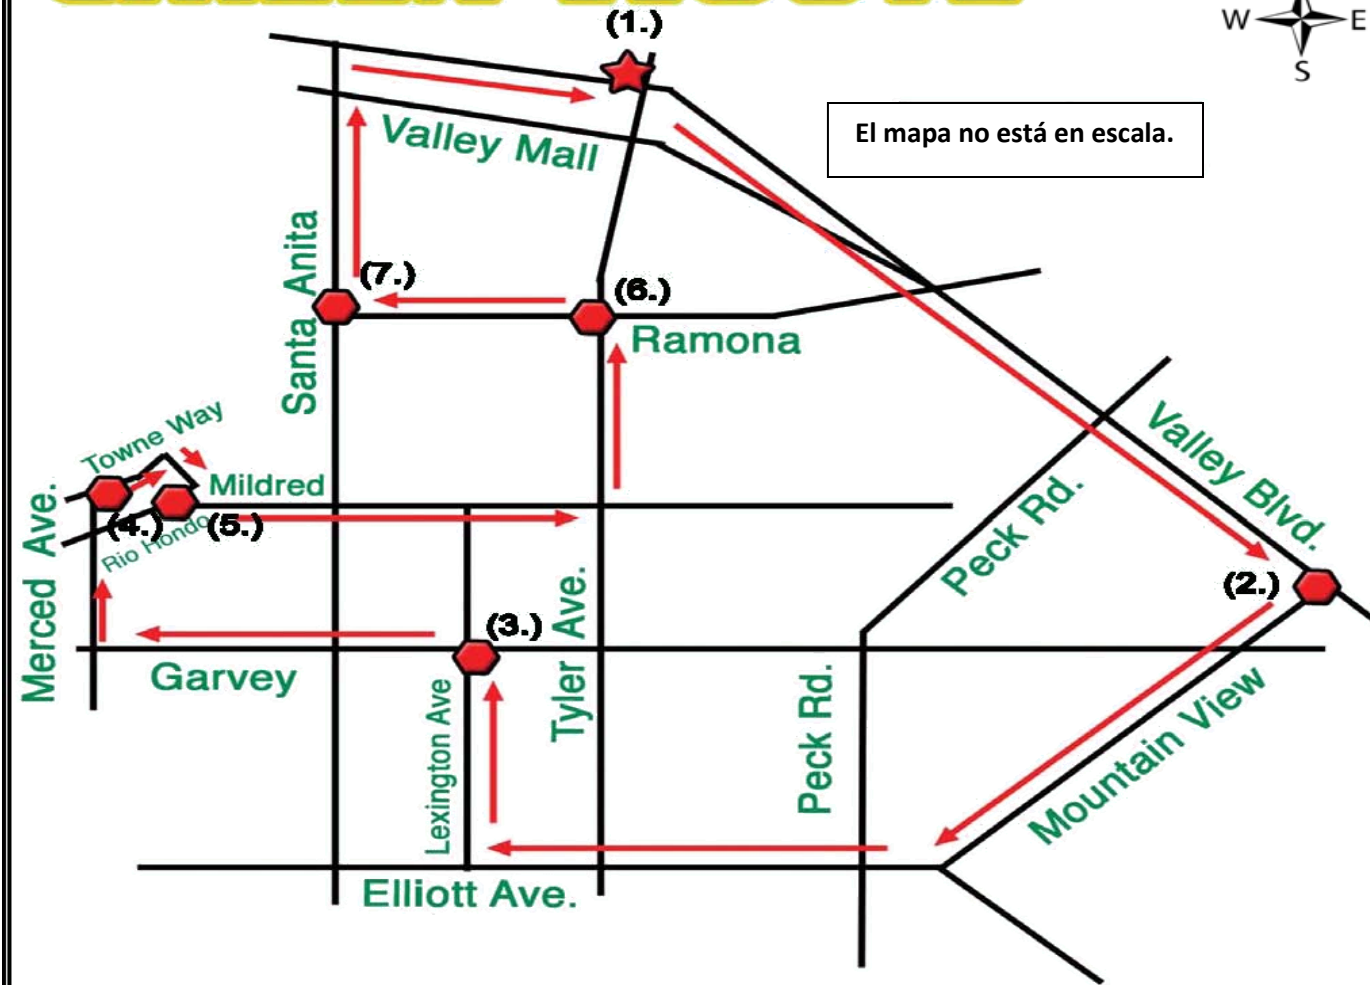 (1.)
W E
S
El mapa no está en escala.
Valley Mall
Santa Anita
(7.)
(6.)
Ramona
Towne Way
Mildred
Valley Blvd.
Peck Rd.
Merced Ave.
(4.)
(5.)
Rio Hondo
(2.)
(3.)
Tyler Ave.
Garvey
Lexington Ave
Peck Rd.
Mountain View
Elliott Ave.